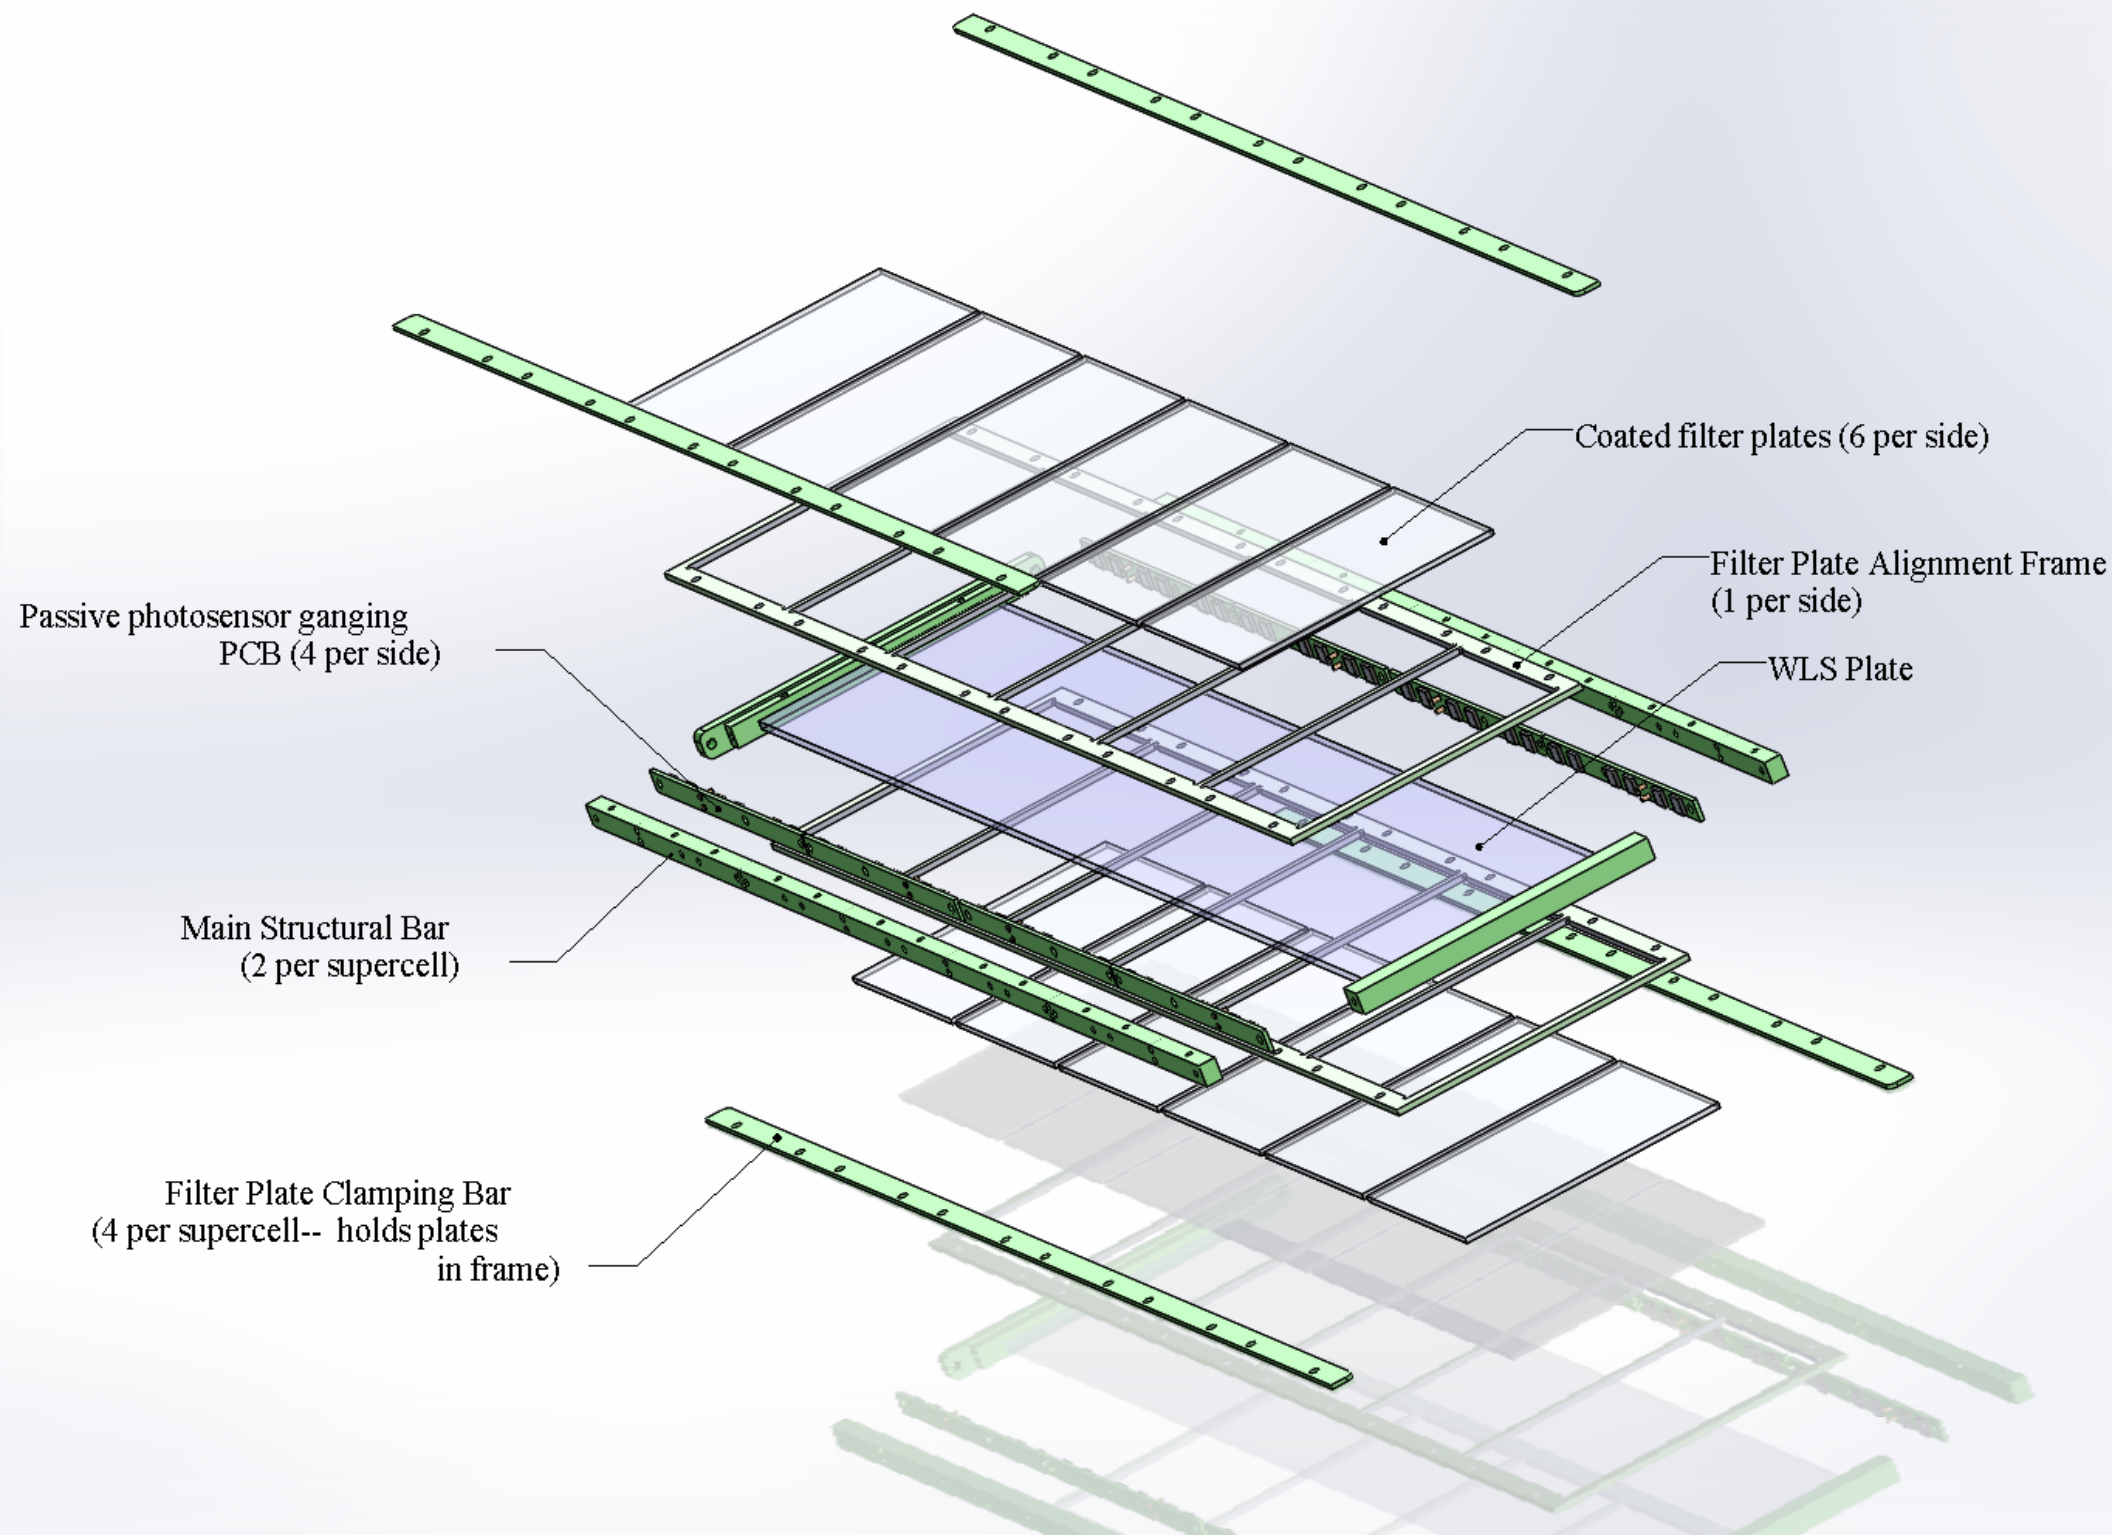 Coated filter plates (6 per side)
Filter Plate Alignment Frame
(1 per side)
Passive photosensor ganging
PCB (4 per side)
WLS Plate
Main Structural Bar
(2 per supercell)
Filter Plate Clamping Bar
(4 per supercell-- holds plates
in frame)